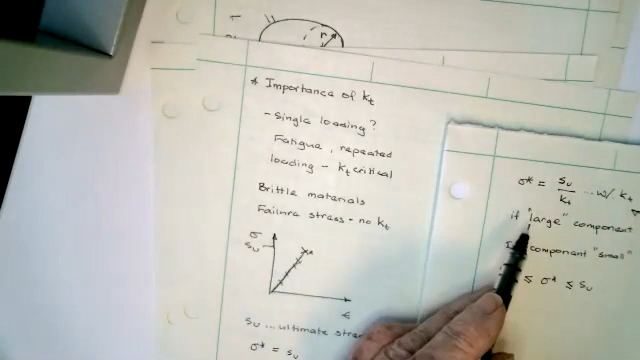 r
* Importance of kt
- Single loading?
Fatigue, repeated
loading - kt critical
Brittle materials
Failure stress - no kt
σ
Su
x
ε
Su ... ultimate
σ* = Su
σ* = Su/kt ... w/ kt
If "large" component
component "small"
≤ σ* ≤ Su